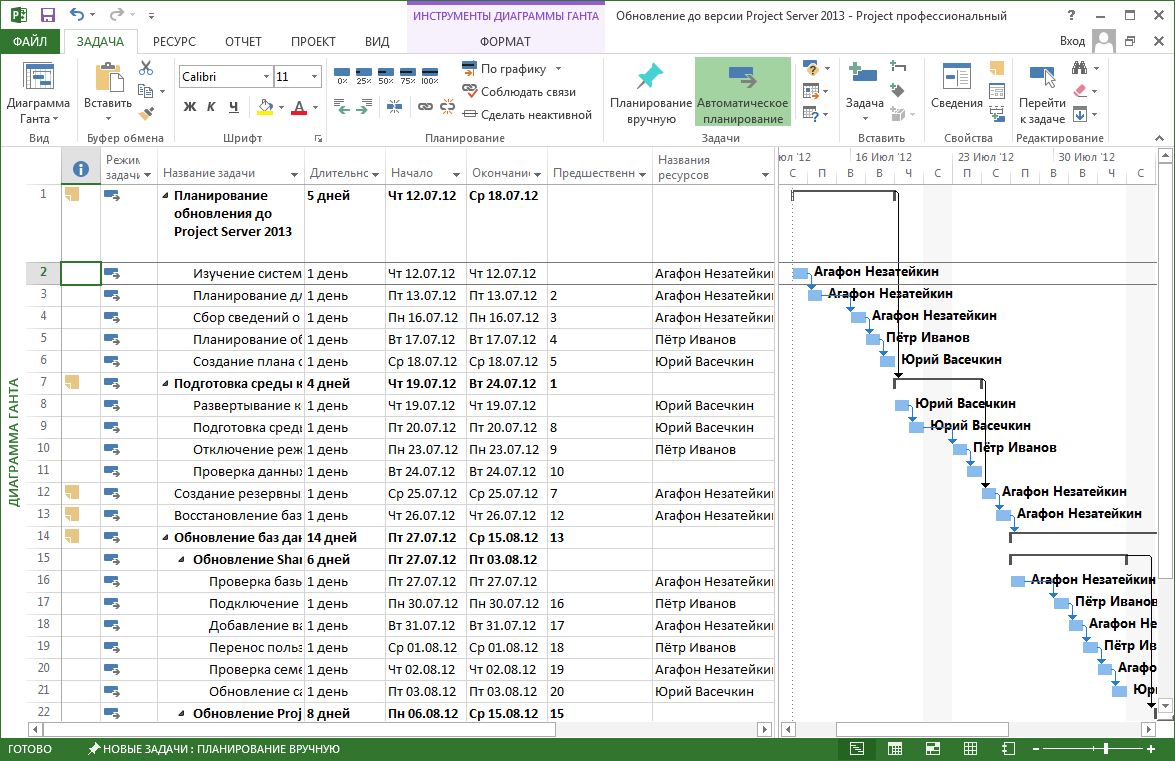 ИНСТРУМЕНТЫ ДИАГРАММЫ ГАНТА
Обновление до версии Project Server 2013 - Project профессиональный
?
ФАЙЛ ЗАДАЧА РЕСУРС ОТЧЕТ ПРОЕКТ ВИД ФОРМАТ Вход
Диаграмма Ганта
Вид
Вставить
Буфер обмена
Calibri 11
Ж К Ч А
Шрифт
0% 25% 50% 75% 100%
По графику
Соблюдать связи
Сделать неактивной
Планирование
Планирование вручную
Автоматическое планирование
Задачи
Задача
Вставить
Сведения
Свойства
Перейти к задаче
Редактирование
Режим задачи Название задачи Длительнс Начало Окончани Предшественн Названия ресурсов
юл '12 16 Июл '12 23 Июл '12 30 Июл '12
С П В В Ч С П С П В Ч С
1 Планирование обновления до Project Server 2013 5 дней Чт 12.07.12 Ср 18.07.12
2 Изучение систем 1 день Чт 12.07.12 Чт 12.07.12 Агафон Незатейкин Агафон Незатейкин
3 Планирование дл 1 день Пт 13.07.12 Пт 13.07.12 2 Агафон Незатейкин Агафон Незатейкин
4 Сбор сведений о 1 день Пн 16.07.12 Пн 16.07.12 3 Агафон Незатейкин Агафон Незатейкин
5 Планирование об 1 день Вт 17.07.12 Вт 17.07.12 4 Пётр Иванов Пётр Иванов
6 Создание плана о 1 день Ср 18.07.12 Ср 18.07.12 5 Юрий Васечкин Юрий Васечкин
7 Подготовка среды к 4 дней Чт 19.07.12 Вт 24.07.12 1
8 Развертывание к 1 день Чт 19.07.12 Чт 19.07.12 Юрий Васечкин Юрий Васечкин
9 Подготовка сред 1 день Пт 20.07.12 Пт 20.07.12 8 Юрий Васечкин Юрий Васечкин
10 Отключение реж 1 день Пн 23.07.12 Пн 23.07.12 9 Пётр Иванов Пётр Иванов
11 Проверка данных 1 день Вт 24.07.12 Вт 24.07.12 10
12 Создание резервны 1 день Ср 25.07.12 Ср 25.07.12 7 Агафон Незатейкин Агафон Незатейкин
13 Восстановление баз 1 день Чт 26.07.12 Чт 26.07.12 12 Агафон Незатейкин Агафон Незатейкин
14 Обновление баз дан 14 дней Пт 27.07.12 Ср 15.08.12 13
15 Обновление Shar 6 дней Пт 27.07.12 Пт 03.08.12
16 Проверка базы 1 день Пт 27.07.12 Пт 27.07.12 Агафон Незатейкин Агафон Незатейкин
17 Подключение 1 день Пн 30.07.12 Пн 30.07.12 16 Пётр Иванов Пётр Иванов
18 Добавление ва 1 день Вт 31.07.12 Вт 31.07.12 17 Агафон Незатейкин Агафон Не
19 Перенос польз 1 день Ср 01.08.12 Ср 01.08.12 18 Пётр Иванов Пётр Ив
20 Проверка семе 1 день Чт 02.08.12 Чт 02.08.12 19 Агафон Незатейкин Агафо
21 Обновление са 1 день Пт 03.08.12 Пт 03.08.12 20 Юрий Васечкин Юр
22 Обновление Proj 8 дней Пн 06.08.12 Ср 15.08.12 15
ДИАГРАММА ГАНТА
ГОТОВО НОВЫЕ ЗАДАЧИ : ПЛАНИРОВАНИЕ ВРУЧНУЮ